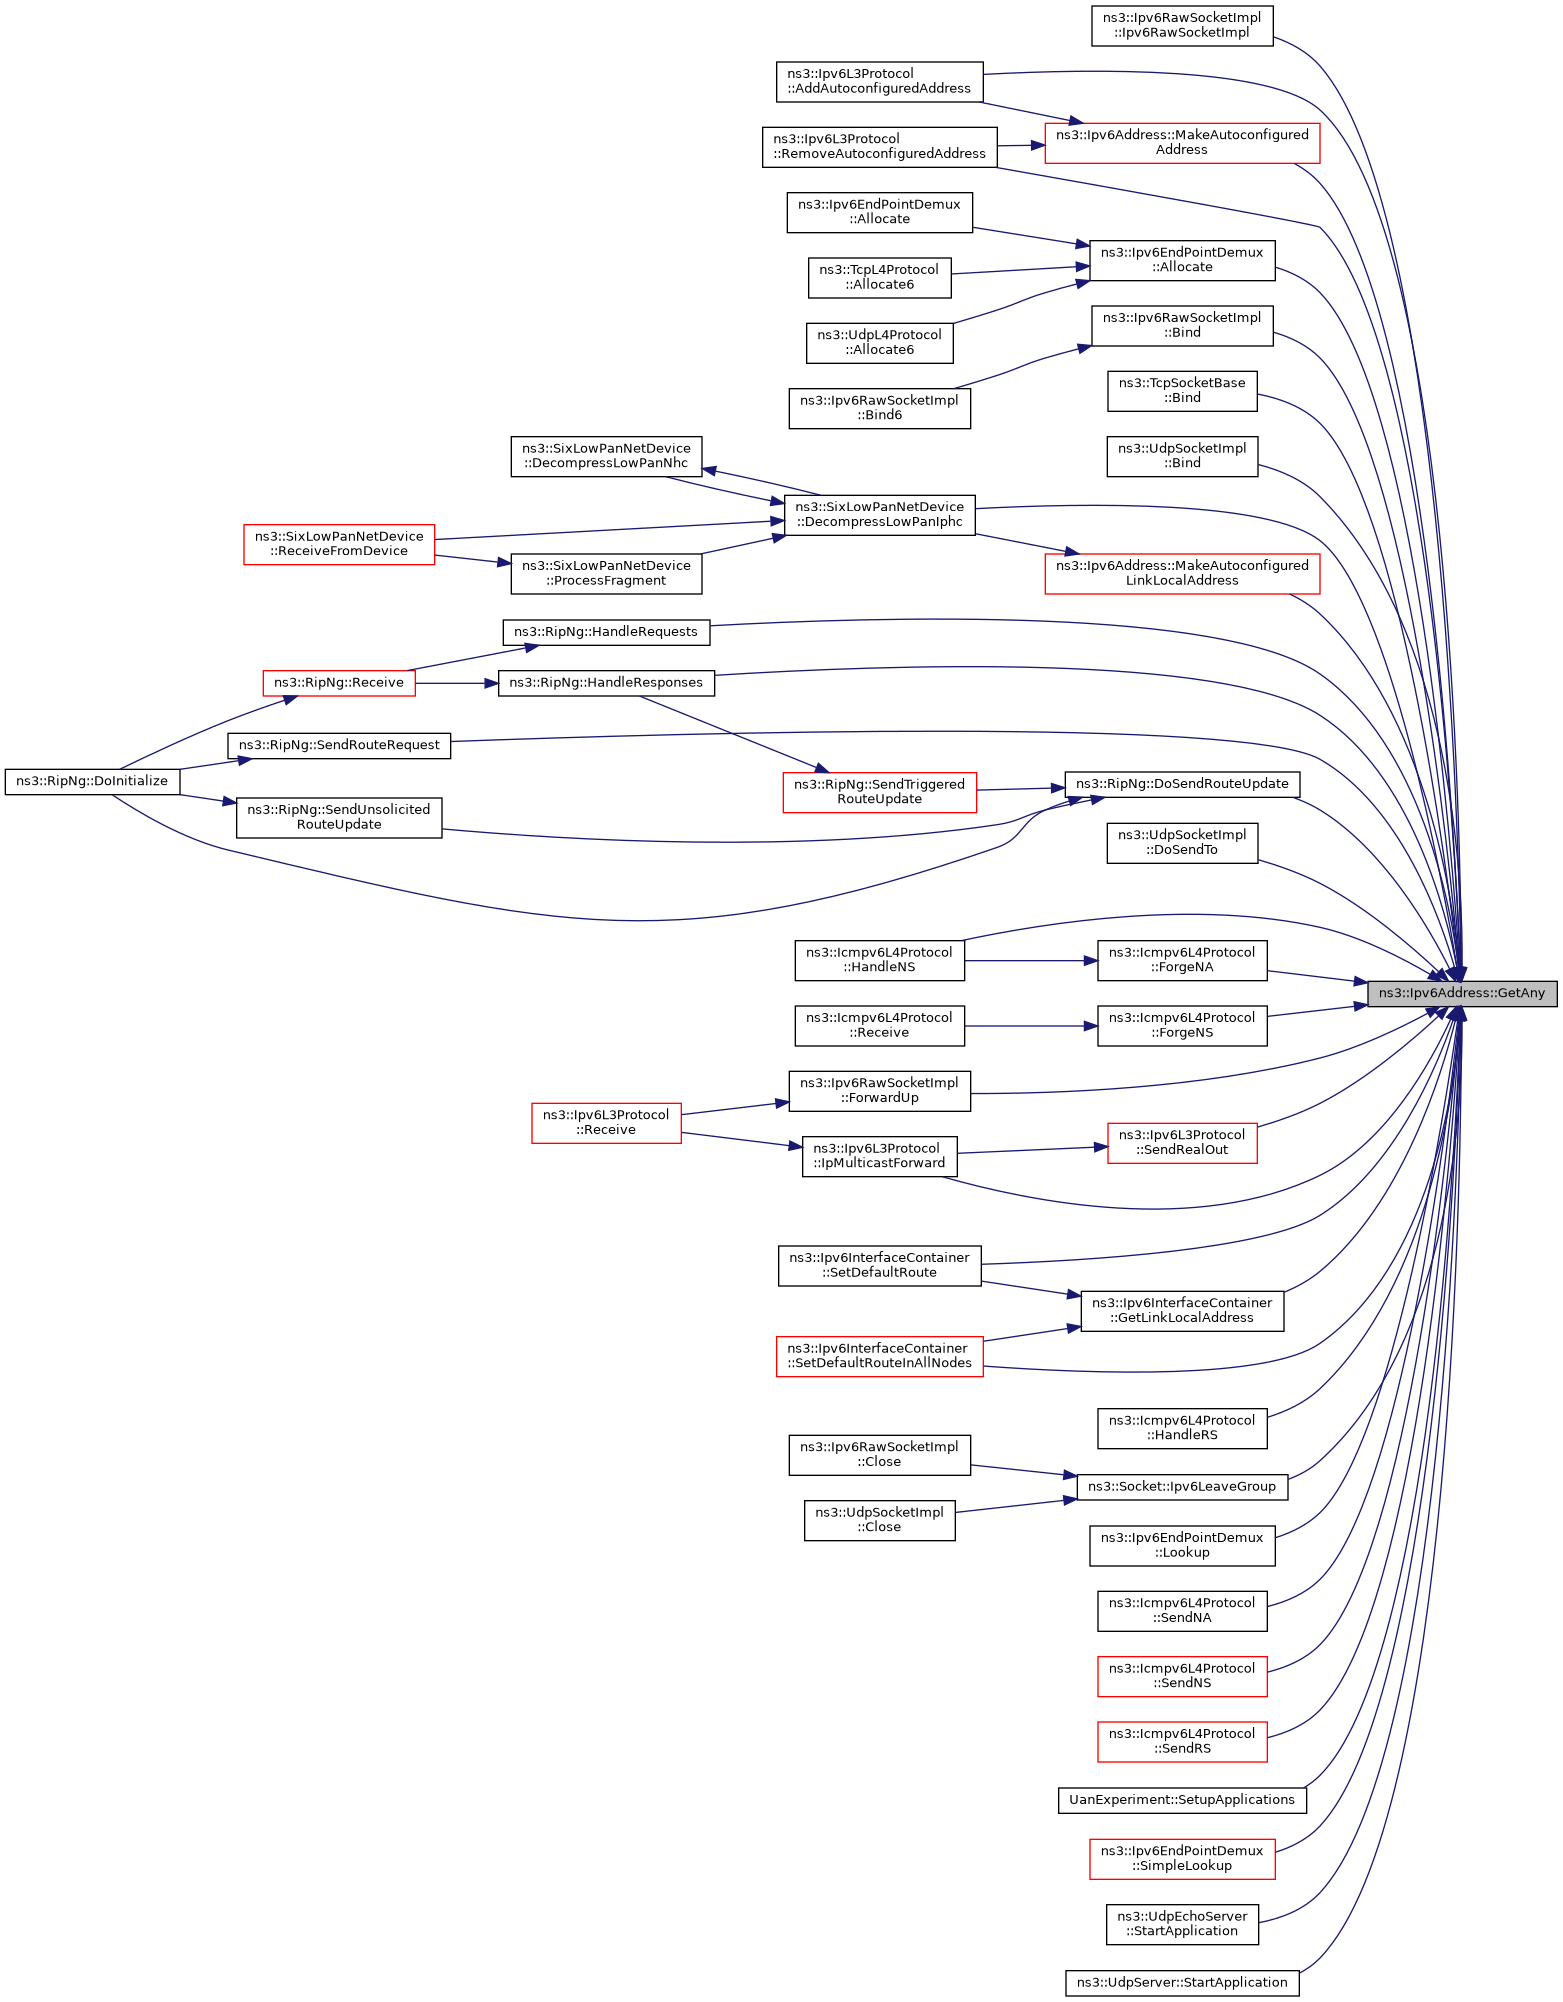 ns3::Ipv6RawSocketImpl
::Ipv6RawSocketImpl
ns3::Ipv6L3Protocol
::AddAutoconfiguredAddress
ns3::Ipv6Address::MakeAutoconfigured
Address
ns3::Ipv6L3Protocol
::RemoveAutoconfiguredAddress
ns3::Ipv6EndPointDemux
::Allocate
ns3::Ipv6EndPointDemux
::Allocate
ns3::TcpL4Protocol
::Allocate6
ns3::UdpL4Protocol
::Allocate6
ns3::Ipv6RawSocketImpl
::Bind
ns3::Ipv6RawSocketImpl
::Bind6
ns3::TcpSocketBase
::Bind
ns3::UdpSocketImpl
::Bind
ns3::SixLowPanNetDevice
::DecompressLowPanNhc
ns3::SixLowPanNetDevice
::DecompressLowPanIphc
ns3::SixLowPanNetDevice
::ReceiveFromDevice
ns3::SixLowPanNetDevice
::ProcessFragment
ns3::Ipv6Address::MakeAutoconfigured
LinkLocalAddress
ns3::RipNg::HandleRequests
ns3::RipNg::Receive
ns3::RipNg::HandleResponses
ns3::RipNg::SendRouteRequest
ns3::RipNg::DoInitialize
ns3::RipNg::SendUnsolicited
RouteUpdate
ns3::RipNg::SendTriggered
RouteUpdate
ns3::RipNg::DoSendRouteUpdate
ns3::UdpSocketImpl
::DoSendTo
ns3::Icmpv6L4Protocol
::HandleNS
ns3::Icmpv6L4Protocol
::ForgeNA
ns3::Ipv6Address::GetAny
ns3::Icmpv6L4Protocol
::Receive
ns3::Icmpv6L4Protocol
::ForgeNS
ns3::Ipv6RawSocketImpl
::ForwardUp
ns3::Ipv6L3Protocol
::Receive
ns3::Ipv6L3Protocol
::IpMulticastForward
ns3::Ipv6L3Protocol
::SendRealOut
ns3::Ipv6InterfaceContainer
::SetDefaultRoute
ns3::Ipv6InterfaceContainer
::GetLinkLocalAddress
ns3::Ipv6InterfaceContainer
::SetDefaultRouteInAllNodes
ns3::Icmpv6L4Protocol
::HandleRS
ns3::Ipv6RawSocketImpl
::Close
ns3::Socket::Ipv6LeaveGroup
ns3::UdpSocketImpl
::Close
ns3::Ipv6EndPointDemux
::Lookup
ns3::Icmpv6L4Protocol
::SendNA
ns3::Icmpv6L4Protocol
::SendNS
ns3::Icmpv6L4Protocol
::SendRS
UanExperiment::SetupApplications
ns3::Ipv6EndPointDemux
::SimpleLookup
ns3::UdpEchoServer
::StartApplication
ns3::UdpServer::StartApplication